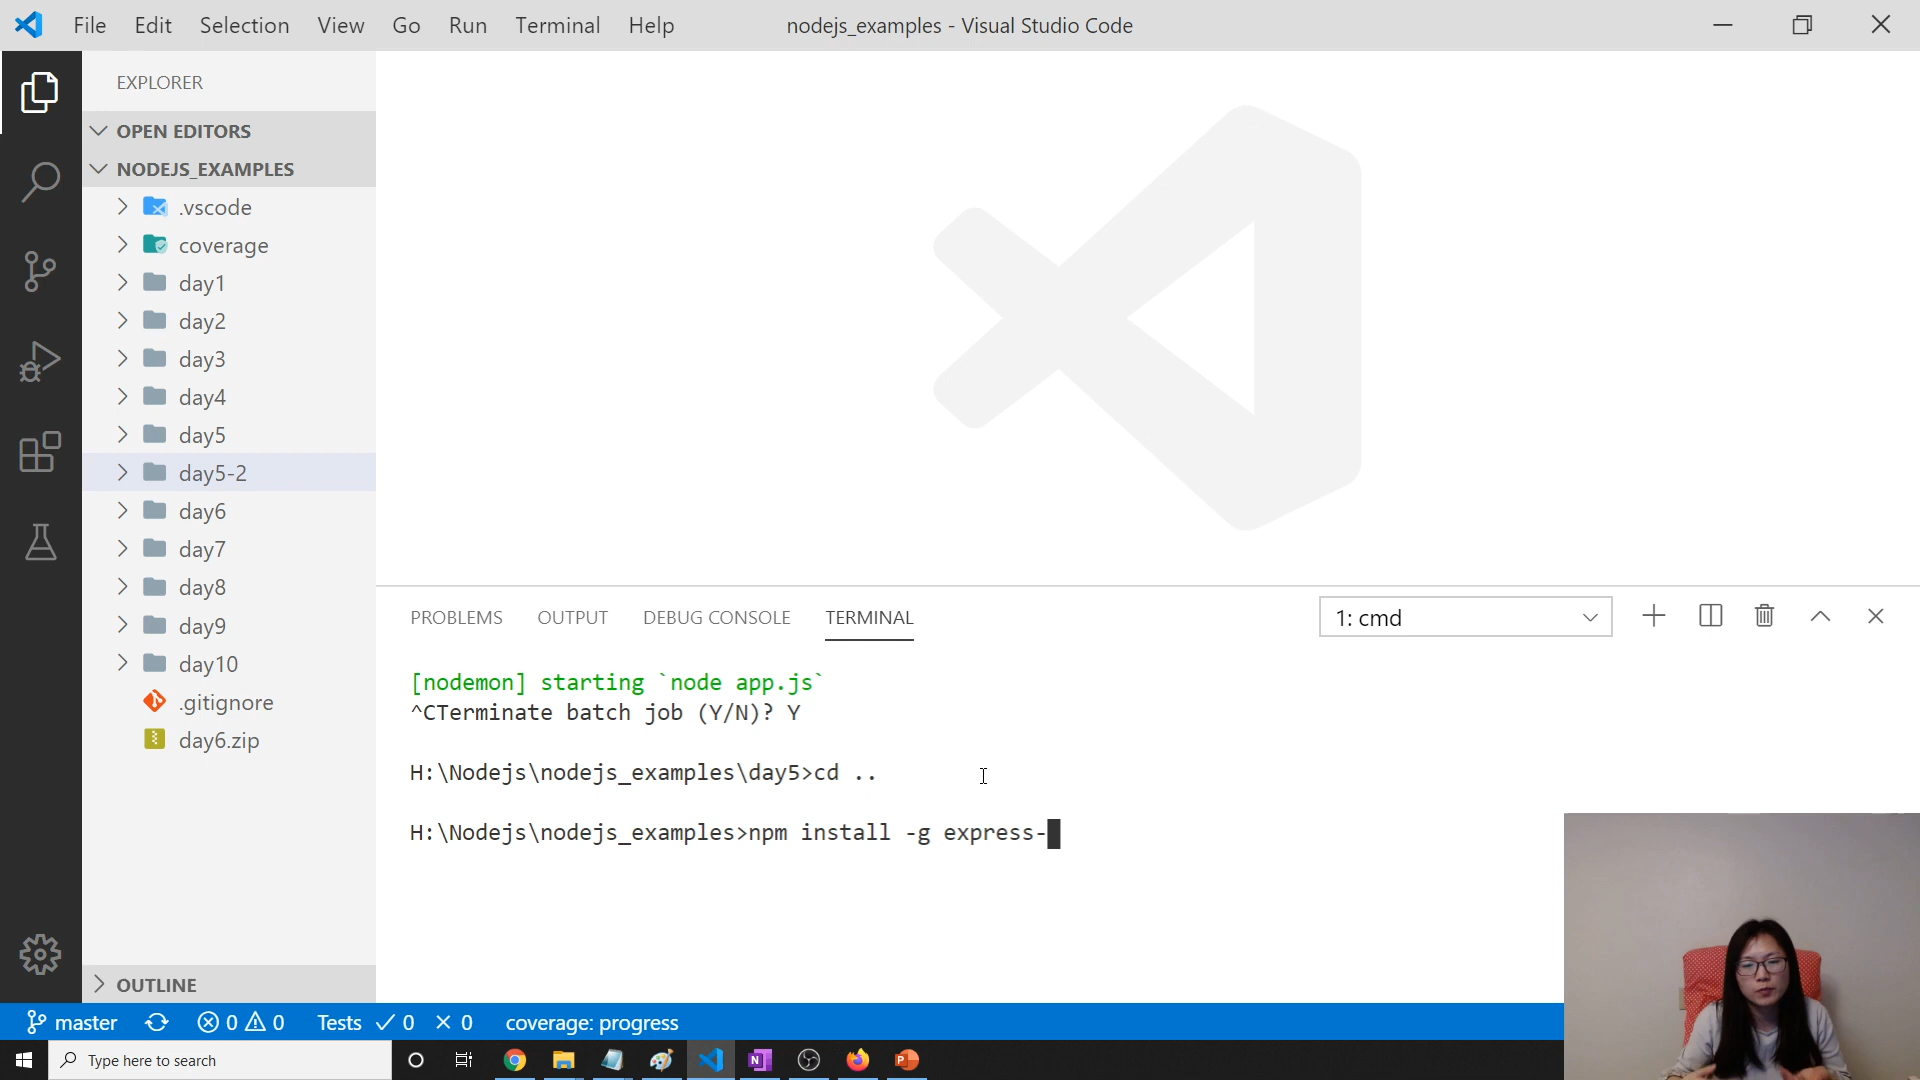 File Edit Selection View Go Run Terminal Help
nodejs_examples - Visual Studio Code
EXPLORER
OPEN EDITORS
NODEJS_EXAMPLES
.vscode
coverage
day1
day2
day3
day4
day5
day5-2
day6
day7
day8
day9
day10
.gitignore
day6.zip
OUTLINE
PROBLEMS OUTPUT DEBUG CONSOLE TERMINAL
1: cmd
[nodemon] starting `node app.js`
^CTerminate batch job (Y/N)? Y
H:\Nodejs\nodejs_examples\day5>cd ..
H:\Nodejs\nodejs_examples>npm install -g express-
master 0 0 Tests 0 0 coverage: progress
Type here to search